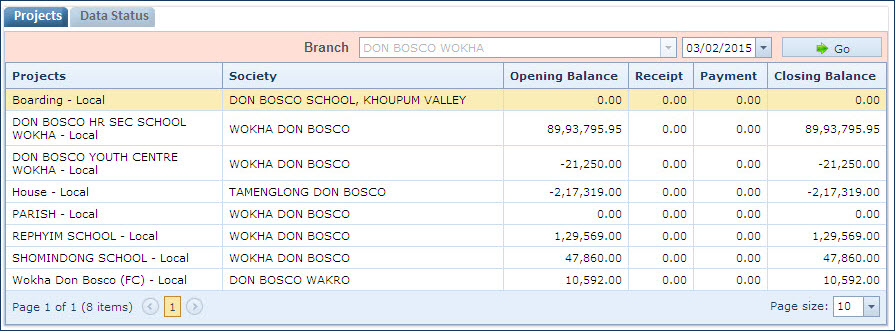 Projects Data Status
Branch DON BOSCO WOKHA 03/02/2015 Go
Projects Society Opening Balance Receipt Payment Closing Balance
Boarding - Local DON BOSCO SCHOOL, KHOUPUM VALLEY 0.00 0.00 0.00 0.00
DON BOSCO HR SEC SCHOOL
WOKHA - Local WOKHA DON BOSCO 89,93,795.95 0.00 0.00 89,93,795.95
DON BOSCO YOUTH CENTRE
WOKHA - Local WOKHA DON BOSCO -21,250.00 0.00 0.00 -21,250.00
House - Local TAMENGLONG DON BOSCO -2,17,319.00 0.00 0.00 -2,17,319.00
PARISH - Local WOKHA DON BOSCO 0.00 0.00 0.00 0.00
REPHYIM SCHOOL - Local WOKHA DON BOSCO 1,29,569.00 0.00 0.00 1,29,569.00
SHOMINDONG SCHOOL - Local WOKHA DON BOSCO 47,860.00 0.00 0.00 47,860.00
Wokha Don Bosco (FC) - Local DON BOSCO WAKRO 10,592.00 0.00 0.00 10,592.00
Page 1 of 1 (8 items) 1 Page size: 10